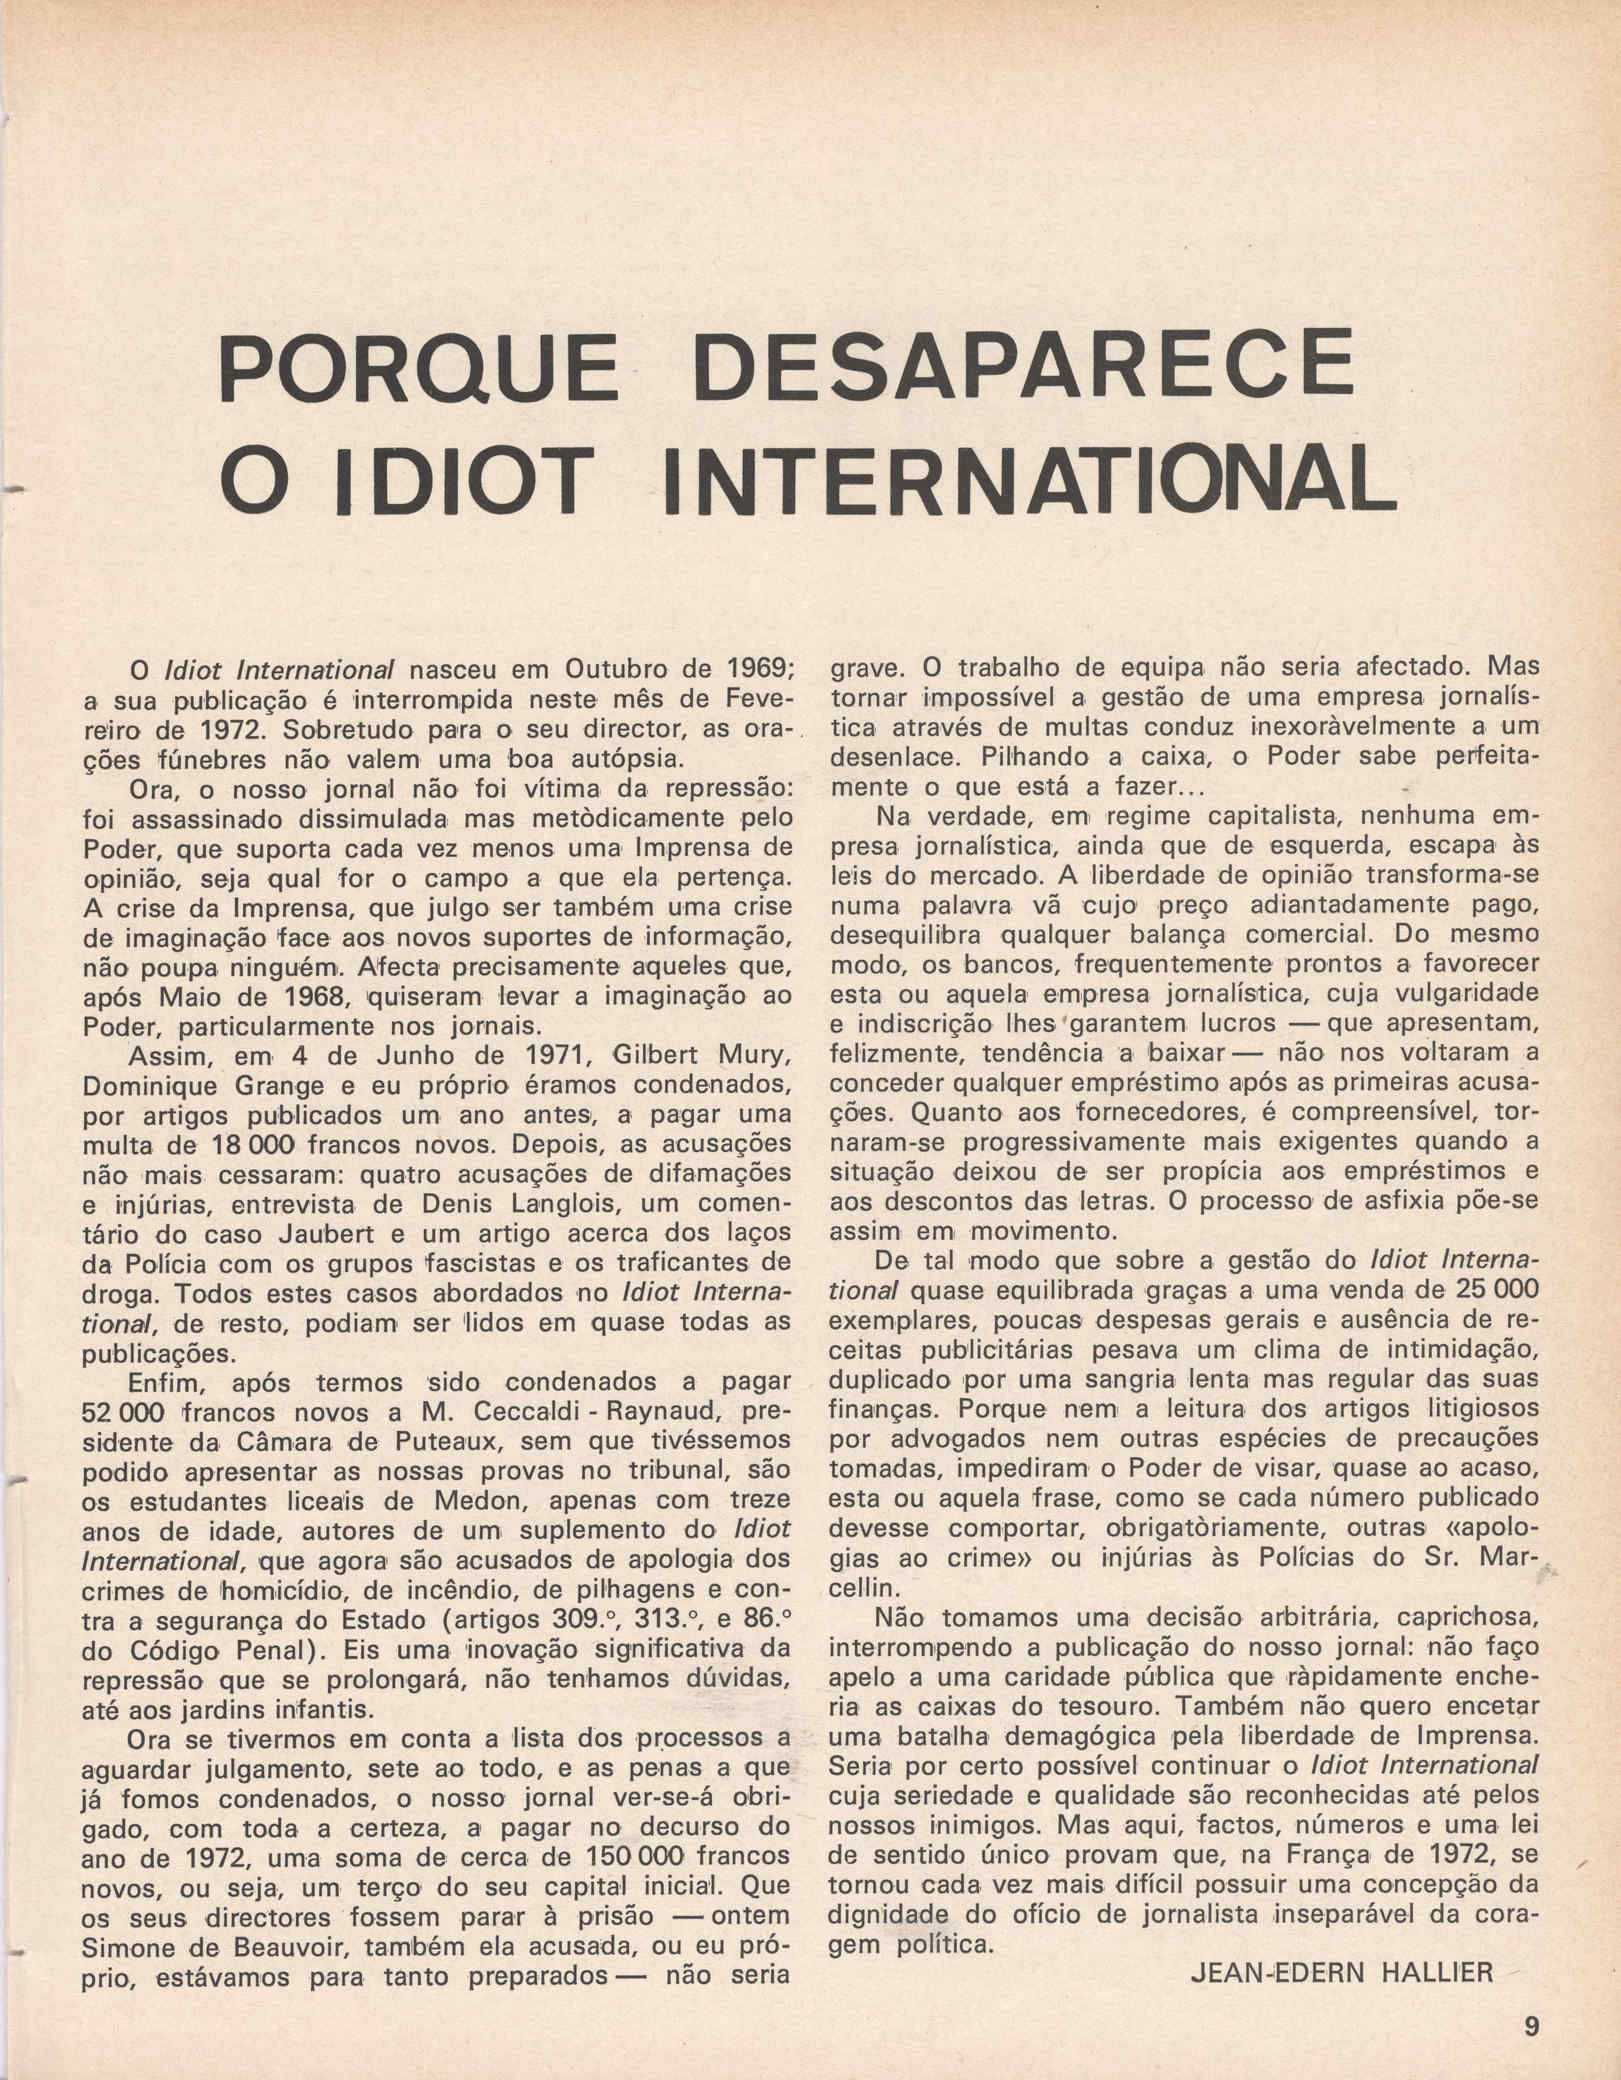 PORQUE DESAPARECE
O IDIOT INTERNATIONAL
O Idiot International nasceu em Outubro de 1969;
a sua publicação é interrompida neste mês de Feve-
reiro de 1972. Sobretudo para o seu director, as ora-
ções fúnebres não valem uma boa autópsia.
Ora, o nosso jornal não foi vítima da repressão:
foi assassinado dissimulada mas metòdicamente pelo
Poder, que suporta cada vez menos uma Imprensa de
opinião, seja qual for o campo a que ela pertença.
A crise da Imprensa, que julgo ser também uma crise
de imaginação face aos novos suportes de informação,
não poupa ninguém. Afecta precisamente aqueles que,
após Maio de 1968, quiseram levar a imaginação ao
Poder, particularmente nos jornais.
Assim, em 4 de Junho de 1971, Gilbert Mury,
Dominique Grange e eu próprio éramos condenados,
por artigos publicados um ano antes, a pagar uma
multa de 18 000 francos novos. Depois, as acusações
não mais cessaram: quatro acusações de difamações
e injúrias, entrevista de Denis Langlois, um comen-
tário do caso Jaubert e um artigo acerca dos laços
da Polícia com os grupos fascistas e os traficantes de
droga. Todos estes casos abordados no Idiot Interna-
tional, de resto, podiam ser lidos em quase todas as
publicações.
Enfim, após termos sido condenados a pagar
52 000 francos novos a M. Ceccaldi - Raynaud, pre-
sidente da Câmara de Puteaux, sem que tivéssemos
podido apresentar as nossas provas no tribunal, são
os estudantes liceais de Medon, apenas com treze
anos de idade, autores de um suplemento do Idiot
International, que agora são acusados de apologia dos
crimes de homicídio, de incêndio, de pilhagens e con-
tra a segurança do Estado (artigos 309.º, 313.º, e 86.º
do Código Penal). Eis uma inovação significativa da
repressão que se prolongará, não tenhamos dúvidas,
até aos jardins infantis.
Ora se tivermos em conta a lista dos processos a
aguardar julgamento, sete ao todo, e as penas a que
já fomos condenados, o nosso jornal ver-se-á obri-
gado, com toda a certeza, a pagar no decurso do
ano de 1972, uma soma de cerca de 150 000 francos
novos, ou seja, um terço do seu capital inicial. Que
os seus directores fossem parar à prisão — ontem
Simone de Beauvoir, também ela acusada, ou eu pró-
prio, estávamos para tanto preparados — não seria
grave. O trabalho de equipa não seria afectado. Mas
tornar impossível a gestão de uma empresa jornalís-
tica através de multas conduz inexoràvelmente a um
desenlace. Pilhando a caixa, o Poder sabe perfeita-
mente o que está a fazer...
Na verdade, em regime capitalista, nenhuma em-
presa jornalística, ainda que de esquerda, escapa às
leis do mercado. A liberdade de opinião transforma-se
numa palavra vã cujo preço adiantadamente pago,
desequilibra qualquer balança comercial. Do mesmo
modo, os bancos, frequentemente prontos a favorecer
esta ou aquela empresa jornalística, cuja vulgaridade
e indiscrição lhes garantem lucros — que apresentam,
felizmente, tendência a baixar — não nos voltaram a
conceder qualquer empréstimo após as primeiras acusa-
ções. Quanto aos fornecedores, é compreensível, tor-
naram-se progressivamente mais exigentes quando a
situação deixou de ser propícia aos empréstimos e
aos descontos das letras. O processo de asfixia põe-se
assim em movimento.
De tal modo que sobre a gestão do Idiot Interna-
tional quase equilibrada graças a uma venda de 25 000
exemplares, poucas despesas gerais e ausência de re-
ceitas publicitárias pesava um clima de intimidação,
duplicado por uma sangria lenta mas regular das suas
finanças. Porque nem a leitura dos artigos litigiosos
por advogados nem outras espécies de precauções
tomadas, impediram o Poder de visar, quase ao acaso,
esta ou aquela frase, como se cada número publicado
devesse comportar, obrigatòriamente, outras «apolo-
gias ao crime» ou injúrias às Polícias do Sr. Mar-
cellin.
Não tomamos uma decisão arbitrária, caprichosa,
interrompendo a publicação do nosso jornal: não faço
apelo a uma caridade pública que ràpidamente enche-
ria as caixas do tesouro. Também não quero encetar
uma batalha demagógica pela liberdade de Imprensa.
Seria por certo possível continuar o Idiot International
cuja seriedade e qualidade são reconhecidas até pelos
nossos inimigos. Mas aqui, factos, números e uma lei
de sentido único provam que, na França de 1972, se
tornou cada vez mais difícil possuir uma concepção da
dignidade do ofício de jornalista inseparável da cora-
gem política.
JEAN-EDERN HALLIER
9